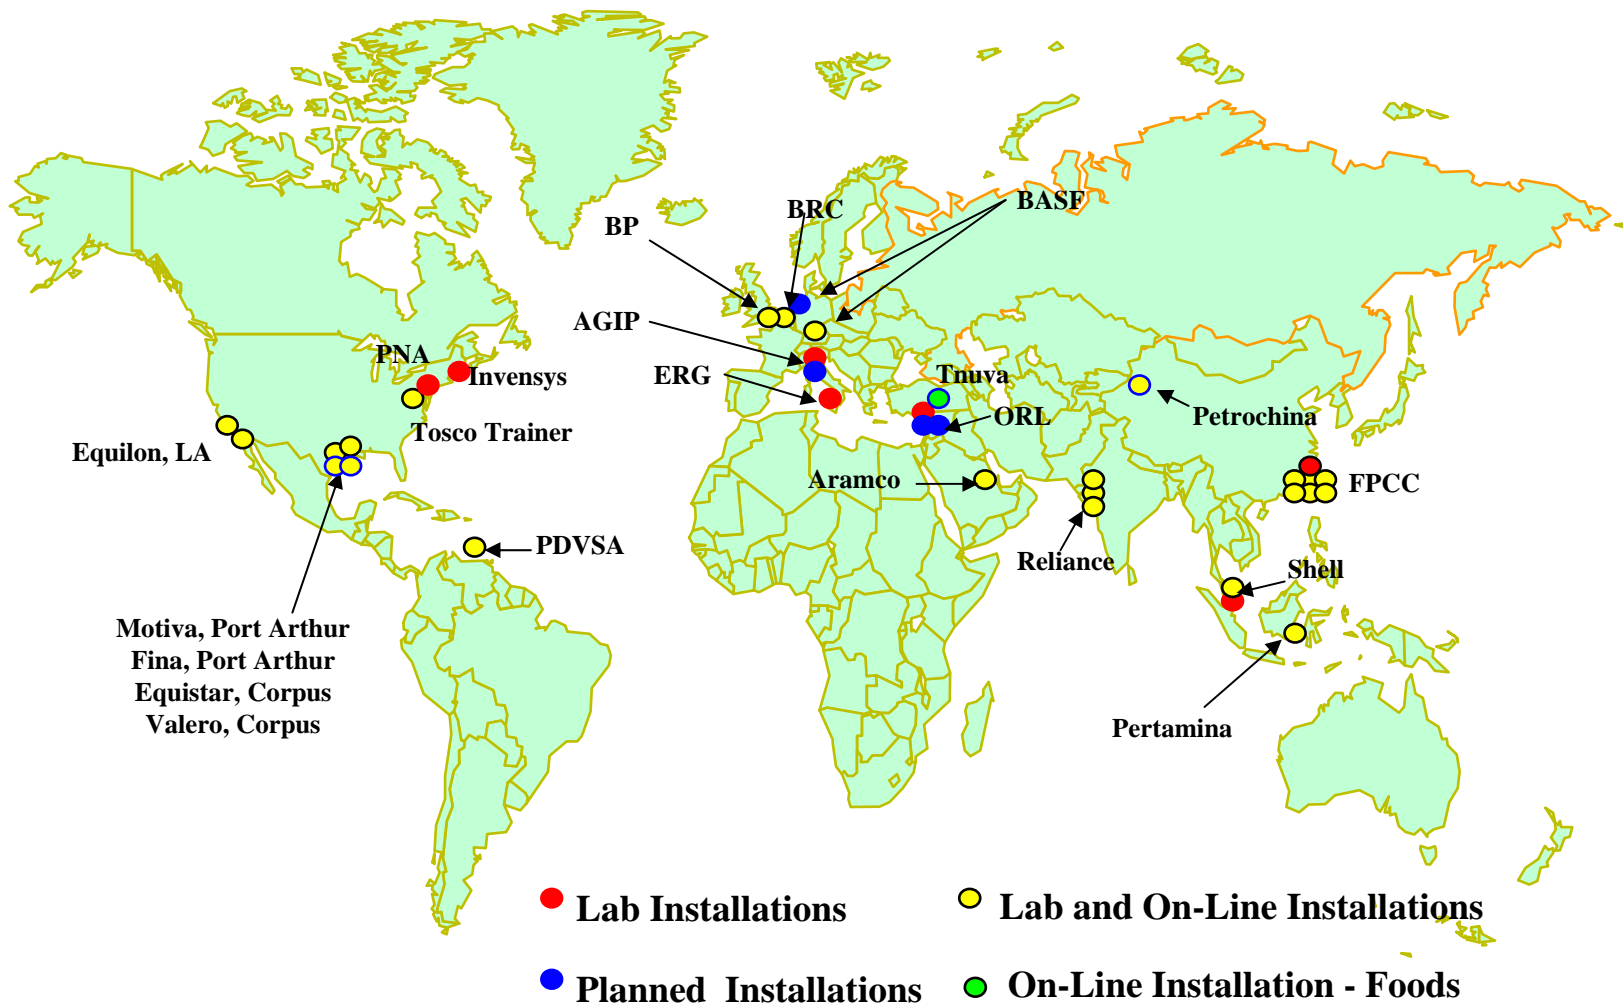 BRC
BASF
BP
AGIP
PNA
Invensys
ERG
Tnuva
Petrochina
ORL
Tosco Trainer
Equilon, LA
Aramco
FPCC
PDVSA
Reliance
Shell
Motiva, Port Arthur
Fina, Port Arthur
Equistar, Corpus
Valero, Corpus
Pertamina
Lab Installations
Lab and On-Line Installations
Planned Installations
On-Line Installation - Foods